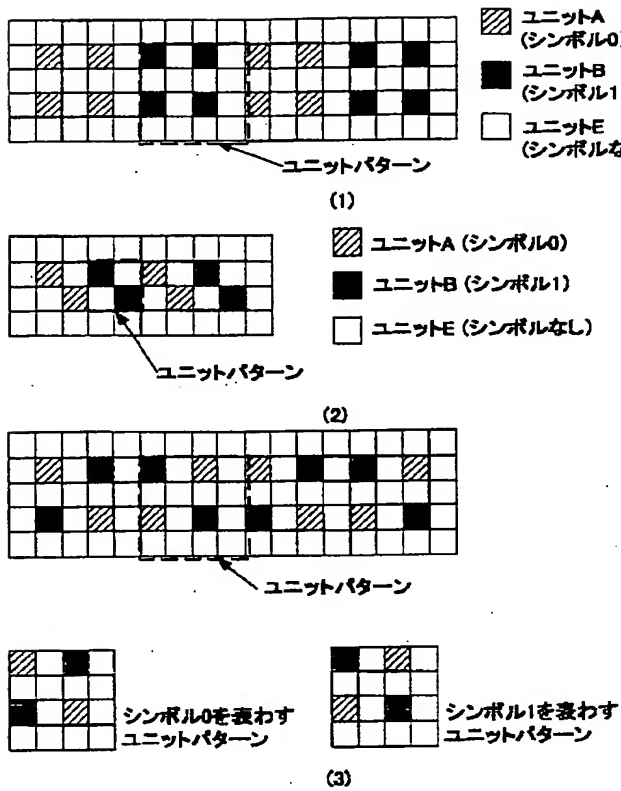 ユニットA
(シンボル0)
ユニットB
(シンボル1
ユニットE
(シンボルな
ユニットパターン
(1)
ユニットA (シンボル0)
ユニットB (シンボル1)
ユニットE (シンボルなし)
ユニットパターン
(2)
ユニットパターン
シンボル0を表わす
ユニットパターン
シンボル1を表わす
ユニットパターン
(3)